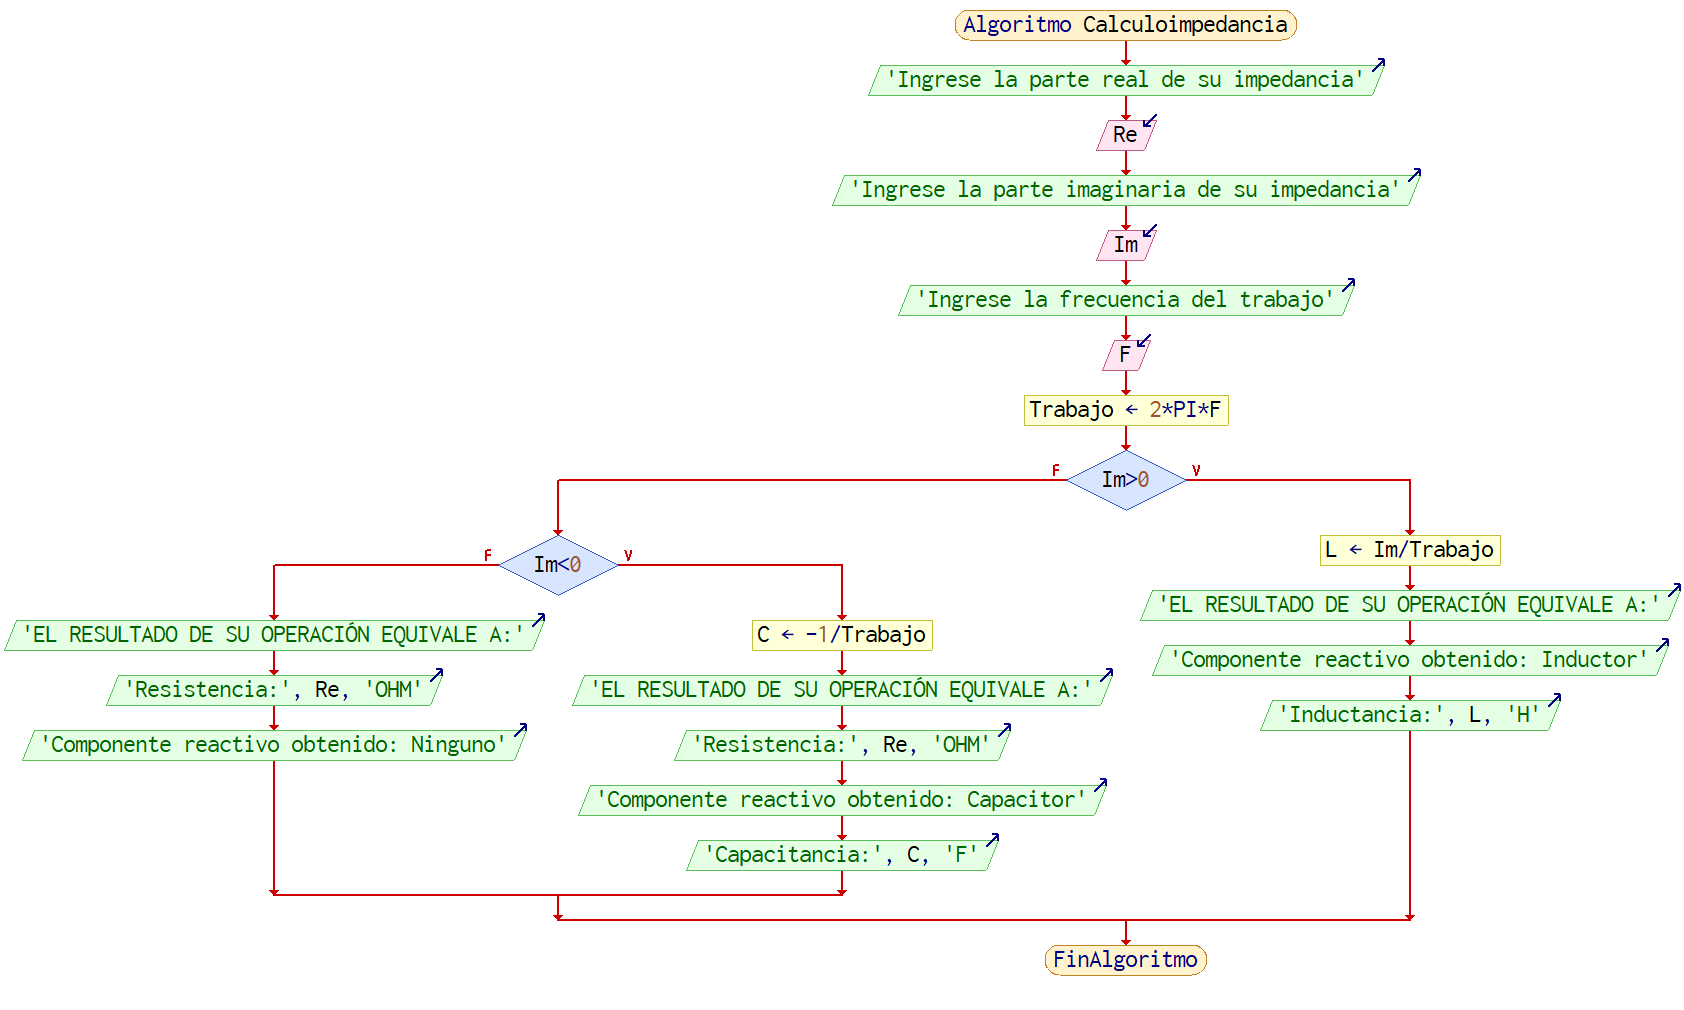 Algoritmo Calculoimpedancia
'Ingrese la parte real de su impedancia'
Re
'Ingrese la parte imaginaria de su impedancia'
Im
'Ingrese la frecuencia del trabajo'
F
Trabajo ← 2*PI*F
F
Im>0
V
F
Im<0
V
'EL RESULTADO DE SU OPERACIÓN EQUIVALE A:'
'Resistencia:', Re, 'OHM'
'Componente reactivo obtenido: Ninguno'
C ← -1/Trabajo
'EL RESULTADO DE SU OPERACIÓN EQUIVALE A:'
'Resistencia:', Re, 'OHM'
'Componente reactivo obtenido: Capacitor'
'Capacitancia:', C, 'F'
L ← Im/Trabajo
'EL RESULTADO DE SU OPERACIÓN EQUIVALE A:'
'Componente reactivo obtenido: Inductor'
'Inductancia:', L, 'H'
FinAlgoritmo